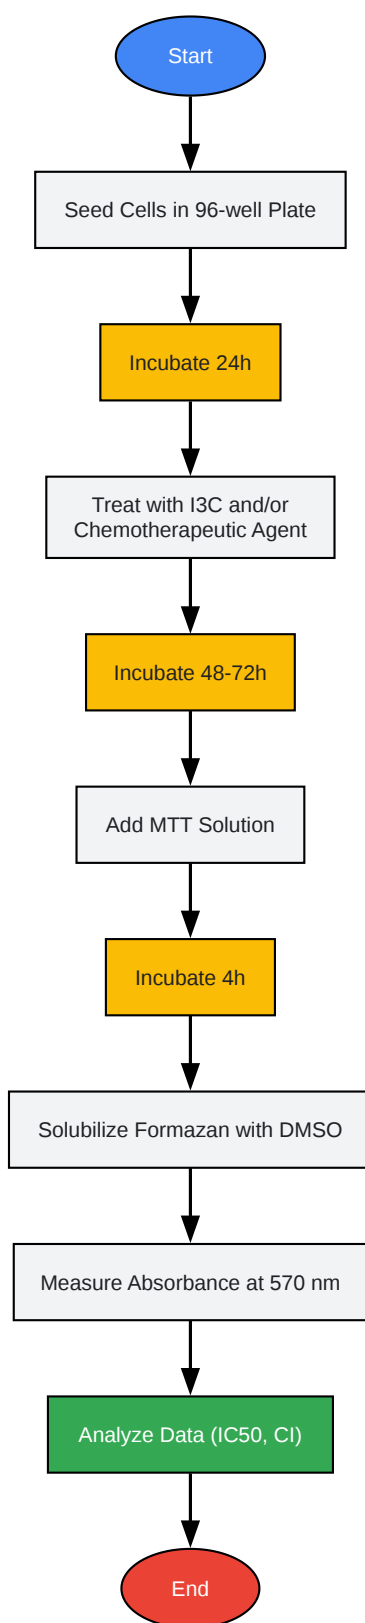 Start
Seed Cells in 96-well Plate
Incubate 24h
Treat with I3C and/or
Chemotherapeutic Agent
Incubate 48-72h
Add MTT Solution
Incubate 4h
Solubilize Formazan with DMSO
Measure Absorbance at 570 nm
Analyze Data (IC50, CI)
End